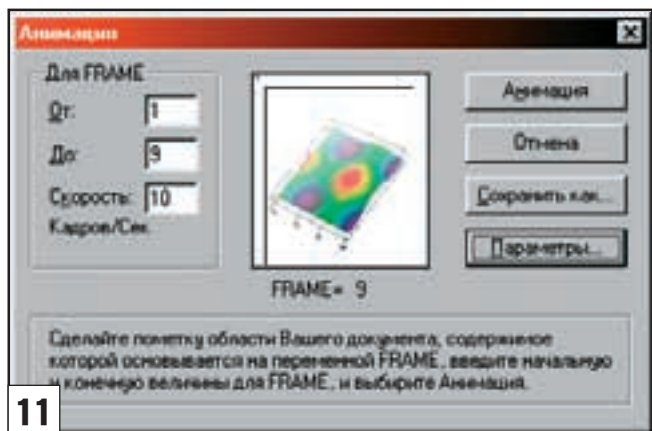 Анимация
Для FRAME
От: 1
До: 9
Скорость: 10
Кадров/Сек.
FRAME= 9
Анимация
Отмена
Сохранить как...
Параметры...
Сделайте пометку области Вашего документа, содержимое
которой основывается на переменной FRAME, введите начальную
и конечную величины для FRAME, и выбирите Анимация.
11